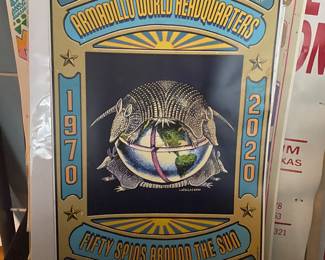 ARMADILLO WORLD HEADQUARTERS
1970
2020
FIFTY SPINS AROUND THE SUN